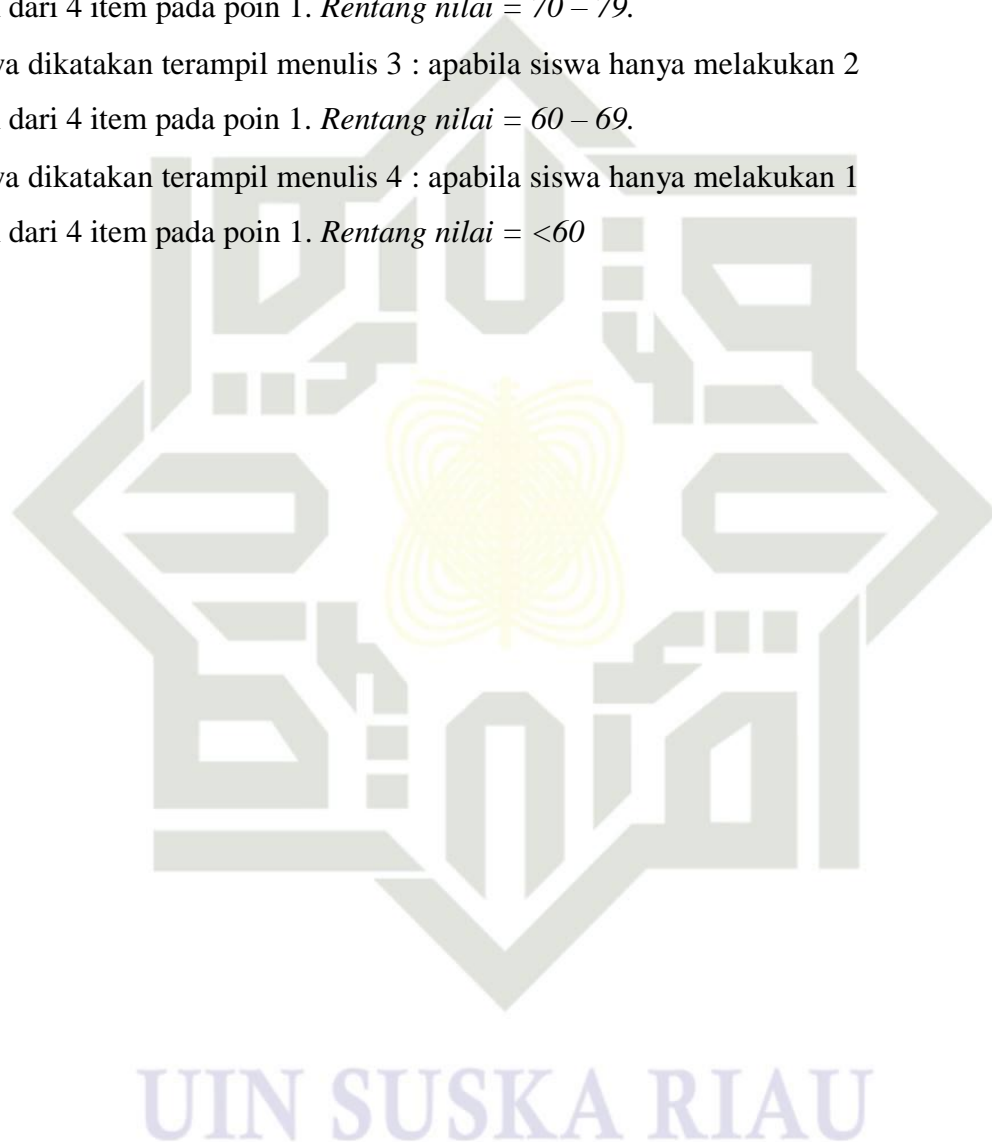 dari 4 item pada poin 1. Rentang nilai = 70 – 79.
dikatakan terampil menulis 3 : apabila siswa hanya melakukan 2
dari 4 item pada poin 1. Rentang nilai = 60 – 69.
dikatakan terampil menulis 4 : apabila siswa hanya melakukan 1
dari 4 item pada poin 1. Rentang nilai = <60
UIN SUSKA RIAU